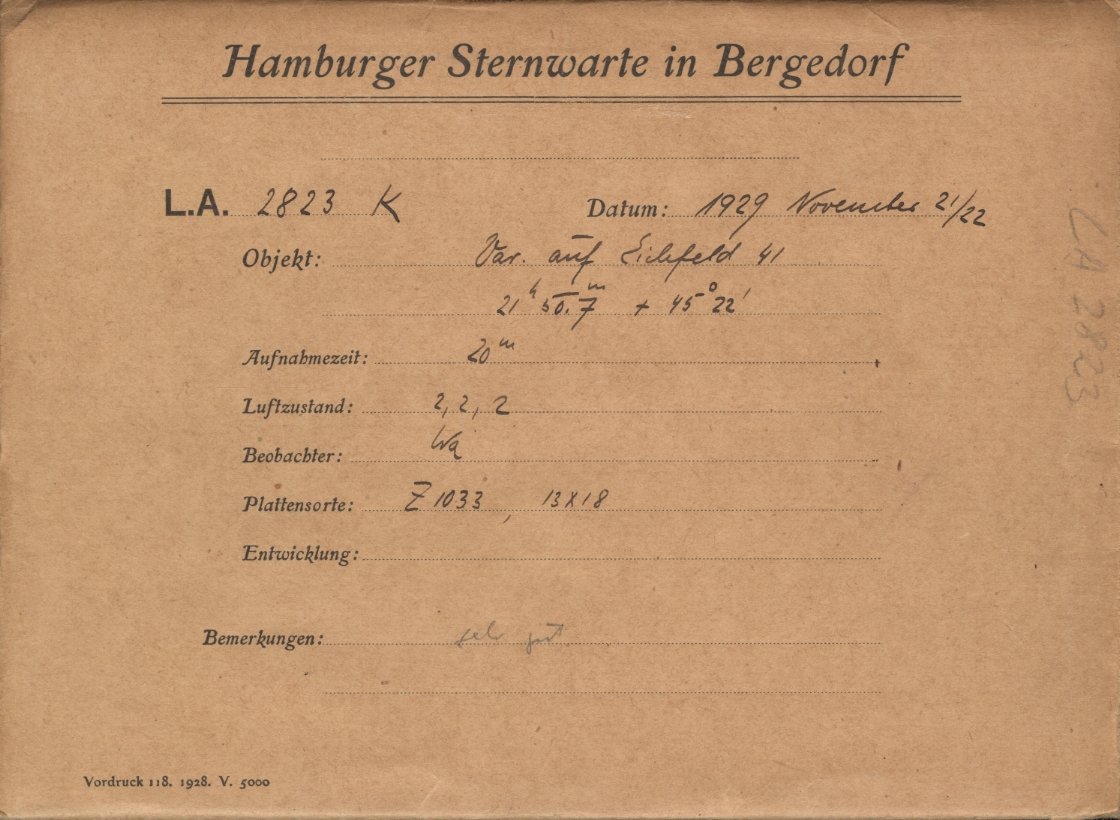 Hamburger Sternwarte in Bergedorf
L.A. 2823 K Datum: 1929 November 21/22
Objekt: Var. auf Eichfeld 41
21ʰ 50.7ᵐ + 45° 22'
Aufnahmezeit: 20ᵐ
Luftzustand: 2, 2, 2
Beobachter: Wa
Plattensorte: Z 1033, 13x18
Entwicklung:
Bemerkungen: sehr gut
Vordruck 118. 1928. V. 5000
LA 2823